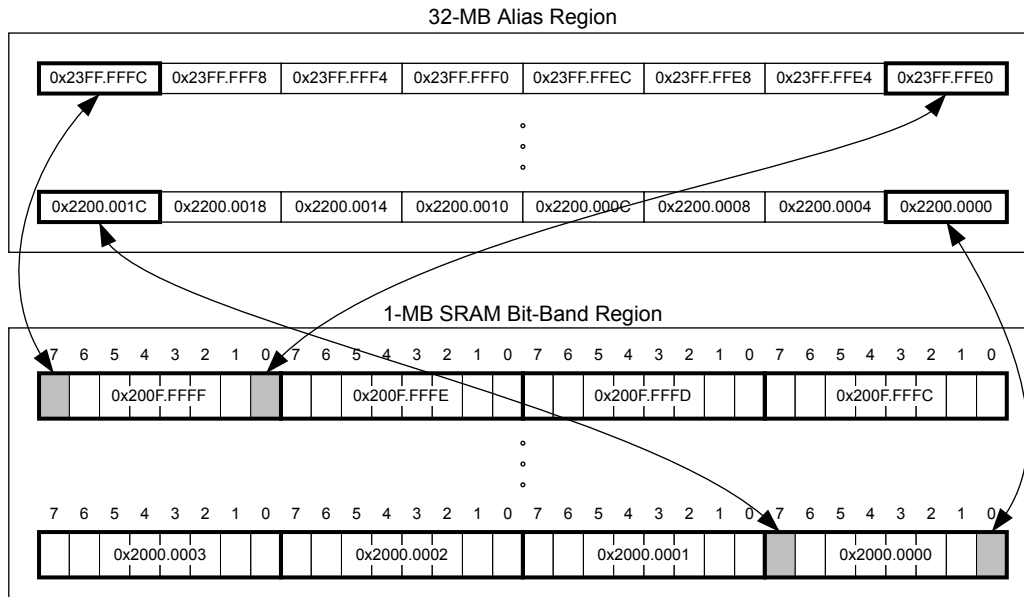 32-MB Alias Region
0x23FF.FFFC 0x23FF.FFF8 0x23FF.FFF4 0x23FF.FFF0 0x23FF.FFEC 0x23FF.FFE8 0x23FF.FFE4 0x23FF.FFE0
0x2200.001C 0x2200.0018 0x2200.0014 0x2200.0010 0x2200.000C 0x2200.0008 0x2200.0004 0x2200.0000
1-MB SRAM Bit-Band Region
7 6 5 4 3 2 1 0 7 6 5 4 3 2 1 0 7 6 5 4 3 2 1 0 7 6 5 4 3 2 1 0
0x200F.FFFF 0x200F.FFFE 0x200F.FFFD 0x200F.FFFC
7 6 5 4 3 2 1 0 7 6 5 4 3 2 1 0 7 6 5 4 3 2 1 0 7 6 5 4 3 2 1 0
0x2000.0003 0x2000.0002 0x2000.0001 0x2000.0000